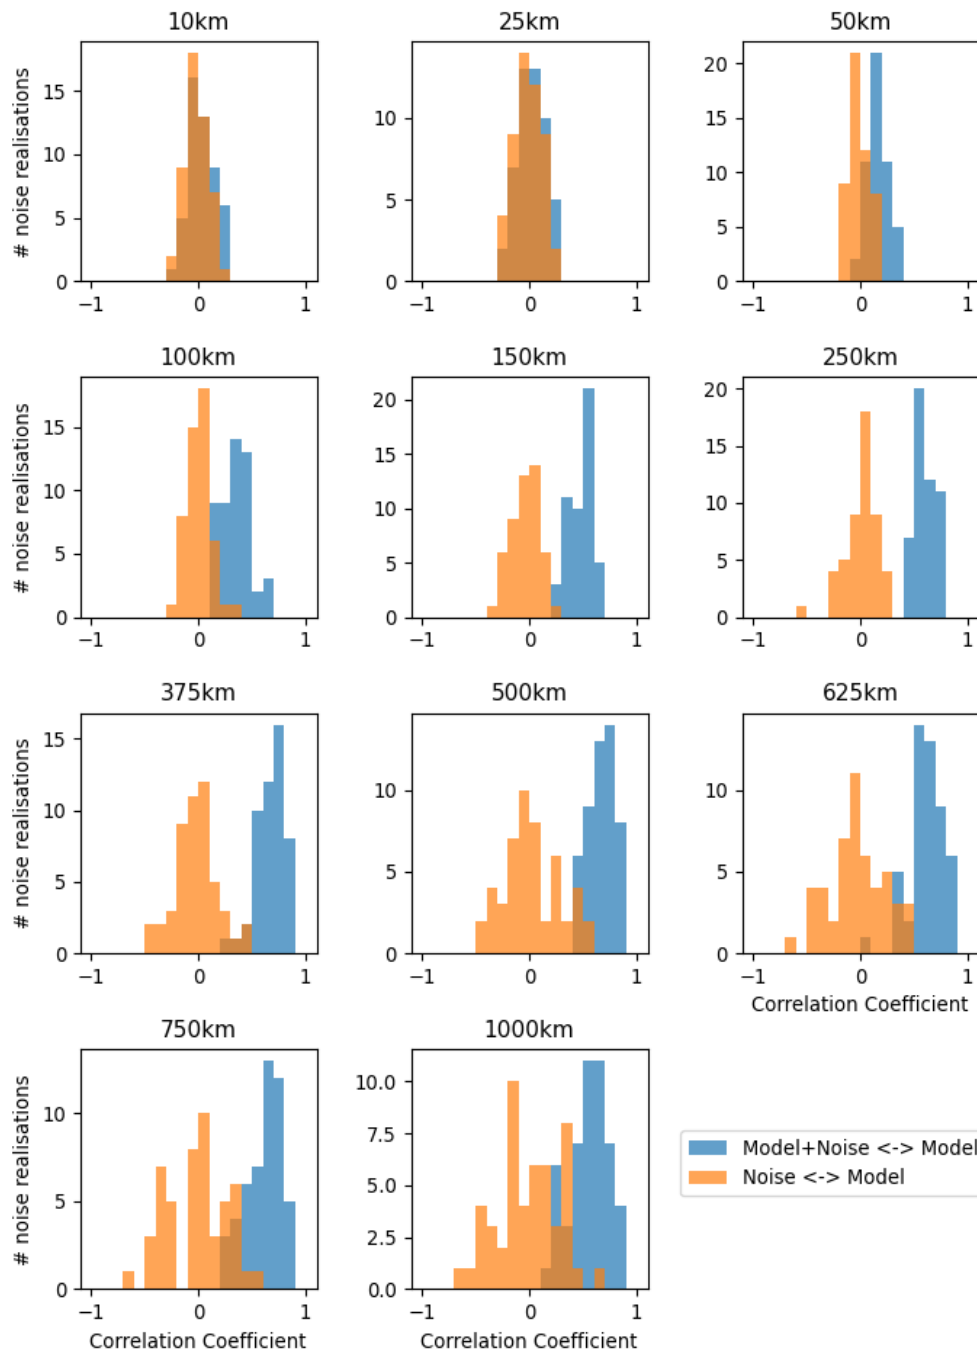 10km
25km
50km
# noise realisations
15
10
5
0
10
5
0
20
15
10
5
0
−1 0 1
−1 0 1
−1 0 1
100km
150km
250km
# noise realisations
15
10
5
0
20
15
10
5
0
20
15
10
5
0
−1 0 1
−1 0 1
−1 0 1
375km
500km
625km
# noise realisations
15
10
5
0
10
5
0
10
5
0
−1 0 1
−1 0 1
−1 0 1
Correlation Coefficient
750km
1000km
# noise realisations
10
5
0
10.0
7.5
5.0
2.5
0.0
−1 0 1
−1 0 1
Correlation Coefficient
Correlation Coefficient
Model+Noise <-> Model
Noise <-> Model